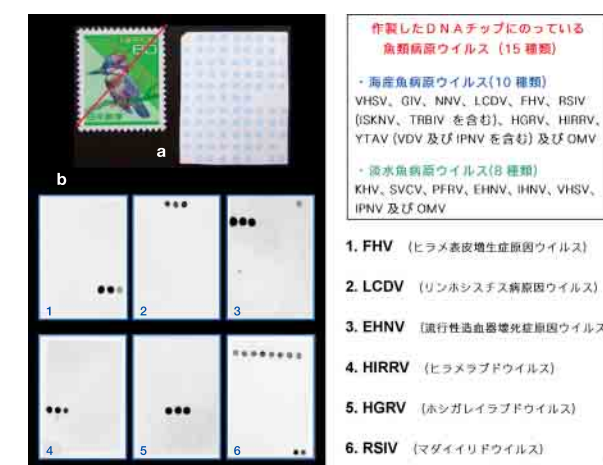 a
b
1
2
3
4
5
6
60
作製したDNAチップにのっている
魚類病原ウイルス（15 種類）
・海産魚病原ウイルス(10 種類)
VHSV、GIV、NNV、LCDV、FHV、RSIV
(ISKNV、TRBIV を含む)、HGRV、HIRRV、
YTAV (VDV 及び IPNV を含む) 及び OMV
・淡水魚病原ウイルス(8 種類)
KHV、SVCV、PFRV、EHNV、IHNV、VHSV、
IPNV 及び OMV
1. FHV （ヒラメ表皮増生症原因ウイルス）
2. LCDV （リンホシスチス病原因ウイルス）
3. EHNV （流行性造血器壊死症原因ウイルス
4. HIRRV （ヒラメラブドウイルス）
5. HGRV （ホシガレイラブドウイルス）
6. RSIV （マダイイリドウイルス）